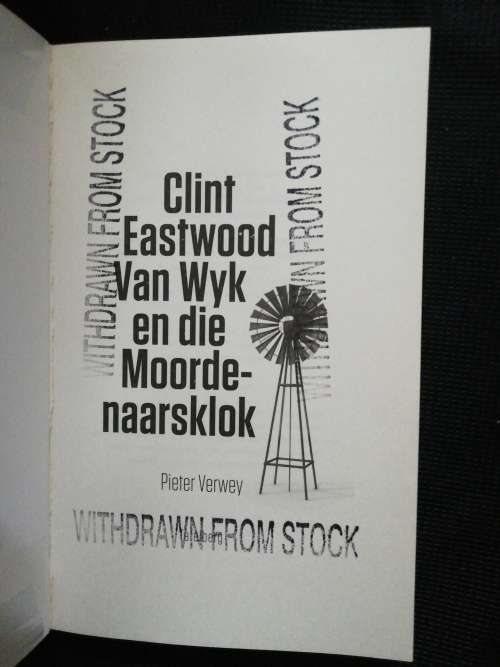 WITHDRAWN FROM STOCK
WITHDRAWN FROM STOCK
Clint
Eastwood
Van Wyk
en die
Moorde-
naarsklok
Pieter Verwey
WITHDRAWN FROM STOCK
Tafelberg